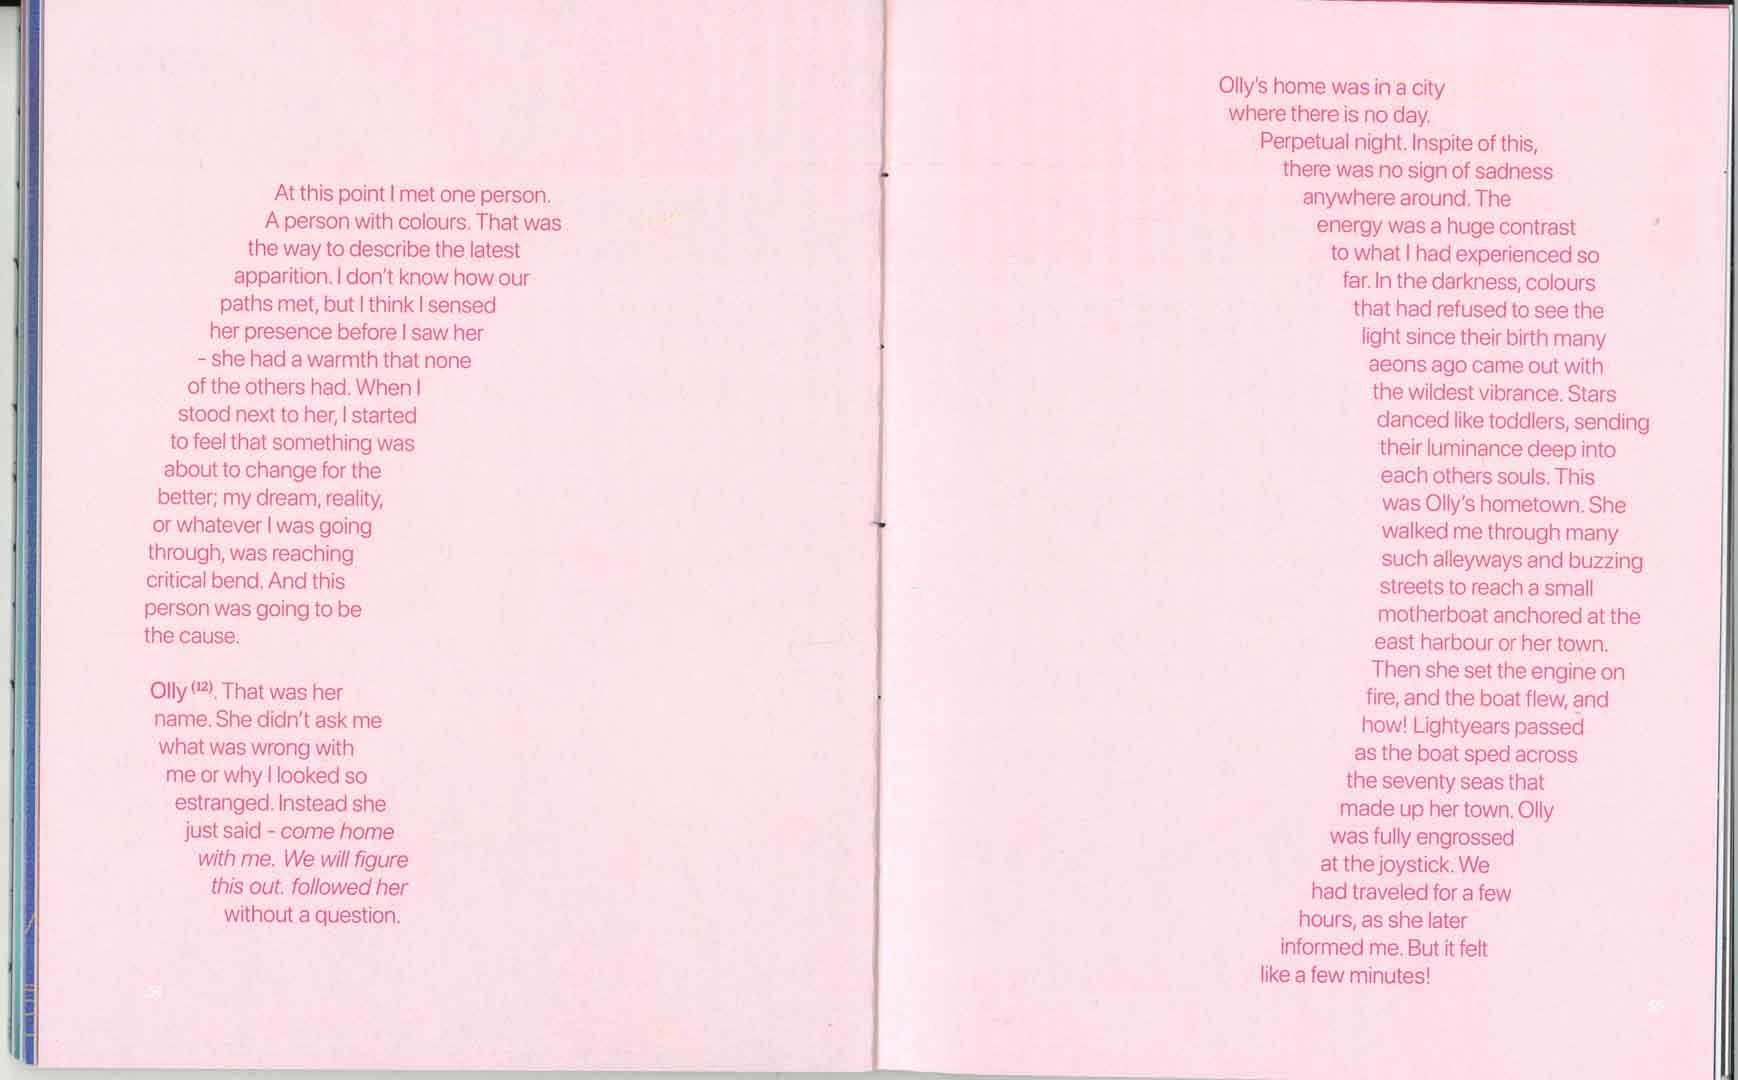 At this point I met one person.
A person with colours. That was
the way to describe the latest
apparition. I don't know how our
paths met, but I think I sensed
her presence before I saw her
- she had a warmth that none
of the others had. When I
stood next to her, I started
to feel that something was
about to change for the
better; my dream, reality,
or whatever I was going
through, was reaching
critical bend. And this
person was going to be
the cause.
Olly (12). That was her
name. She didn't ask me
what was wrong with
me or why I looked so
estranged. Instead she
just said - come home
with me. We will figure
this out. followed her
without a question.
Olly's home was in a city
where there is no day.
Perpetual night. Inspite of this,
there was no sign of sadness
anywhere around. The
energy was a huge contrast
to what I had experienced so
far. In the darkness, colours
that had refused to see the
light since their birth many
aeons ago came out with
the wildest vibrance. Stars
danced like toddlers, sending
their luminance deep into
each others souls. This
was Olly's hometown. She
walked me through many
such alleyways and buzzing
streets to reach a small
motherboat anchored at the
east harbour or her town.
Then she set the engine on
fire, and the boat flew, and
how! Lightyears passed
as the boat sped across
the seventy seas that
made up her town. Olly
was fully engrossed
at the joystick. We
had traveled for a few
hours, as she later
informed me. But it felt
like a few minutes!